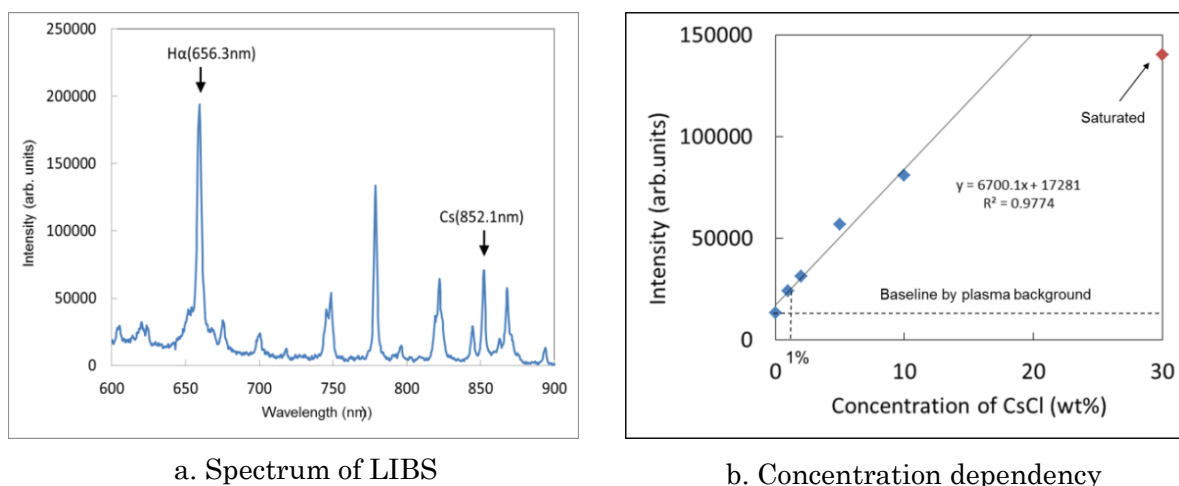 250000
200000
150000
100000
50000
0
Intensity (arb. units)
Hα(656.3nm)
Cs(852.1nm)
600 650 700 750 800 850 900
Wavelength (nm)
a. Spectrum of LIBS
150000
100000
50000
0
Intensity (arb.units)
Saturated
y = 6700.1x + 17281
R² = 0.9774
Baseline by plasma background
1%
0 10 20 30
Concentration of CsCl (wt%)
b. Concentration dependency